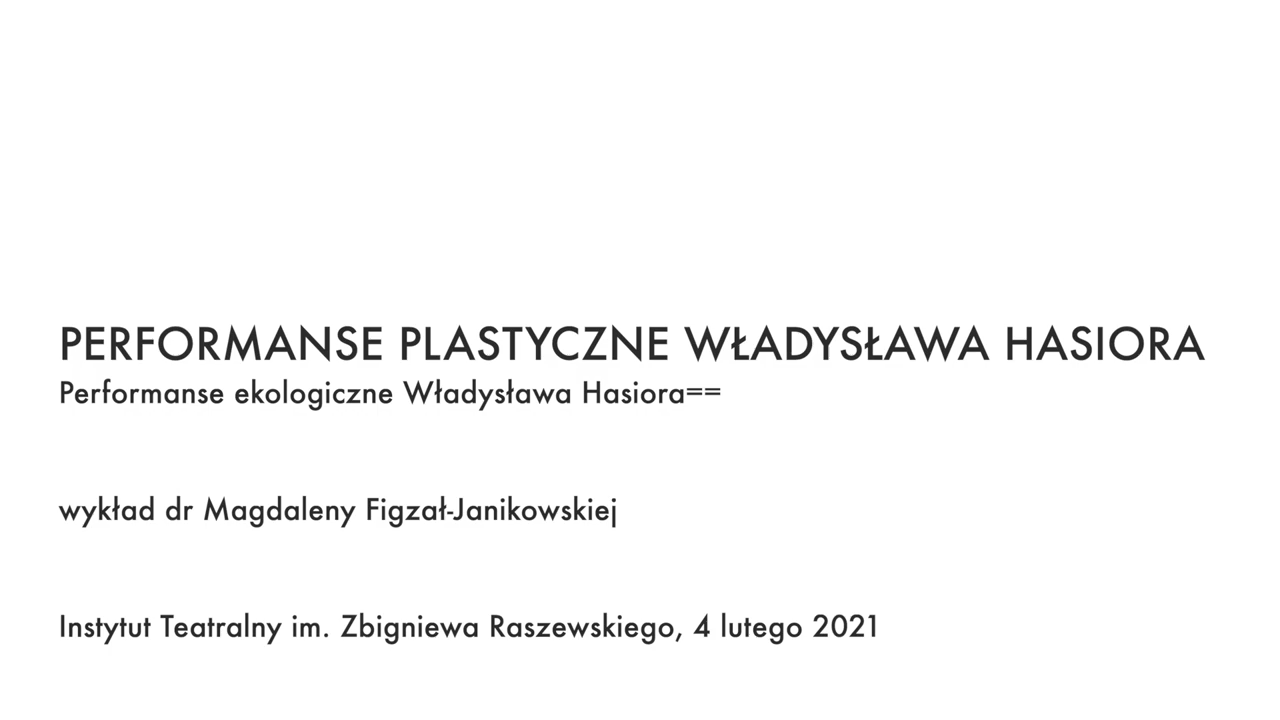 PERFORMANSE PLASTYCZNE WŁADYSŁAWA HASIORA
Performanse ekologiczne Władysława Hasiora==
wykład dr Magdaleny Figzał-Janikowskiej
Instytut Teatralny im. Zbigniewa Raszewskiego, 4 lutego 2021